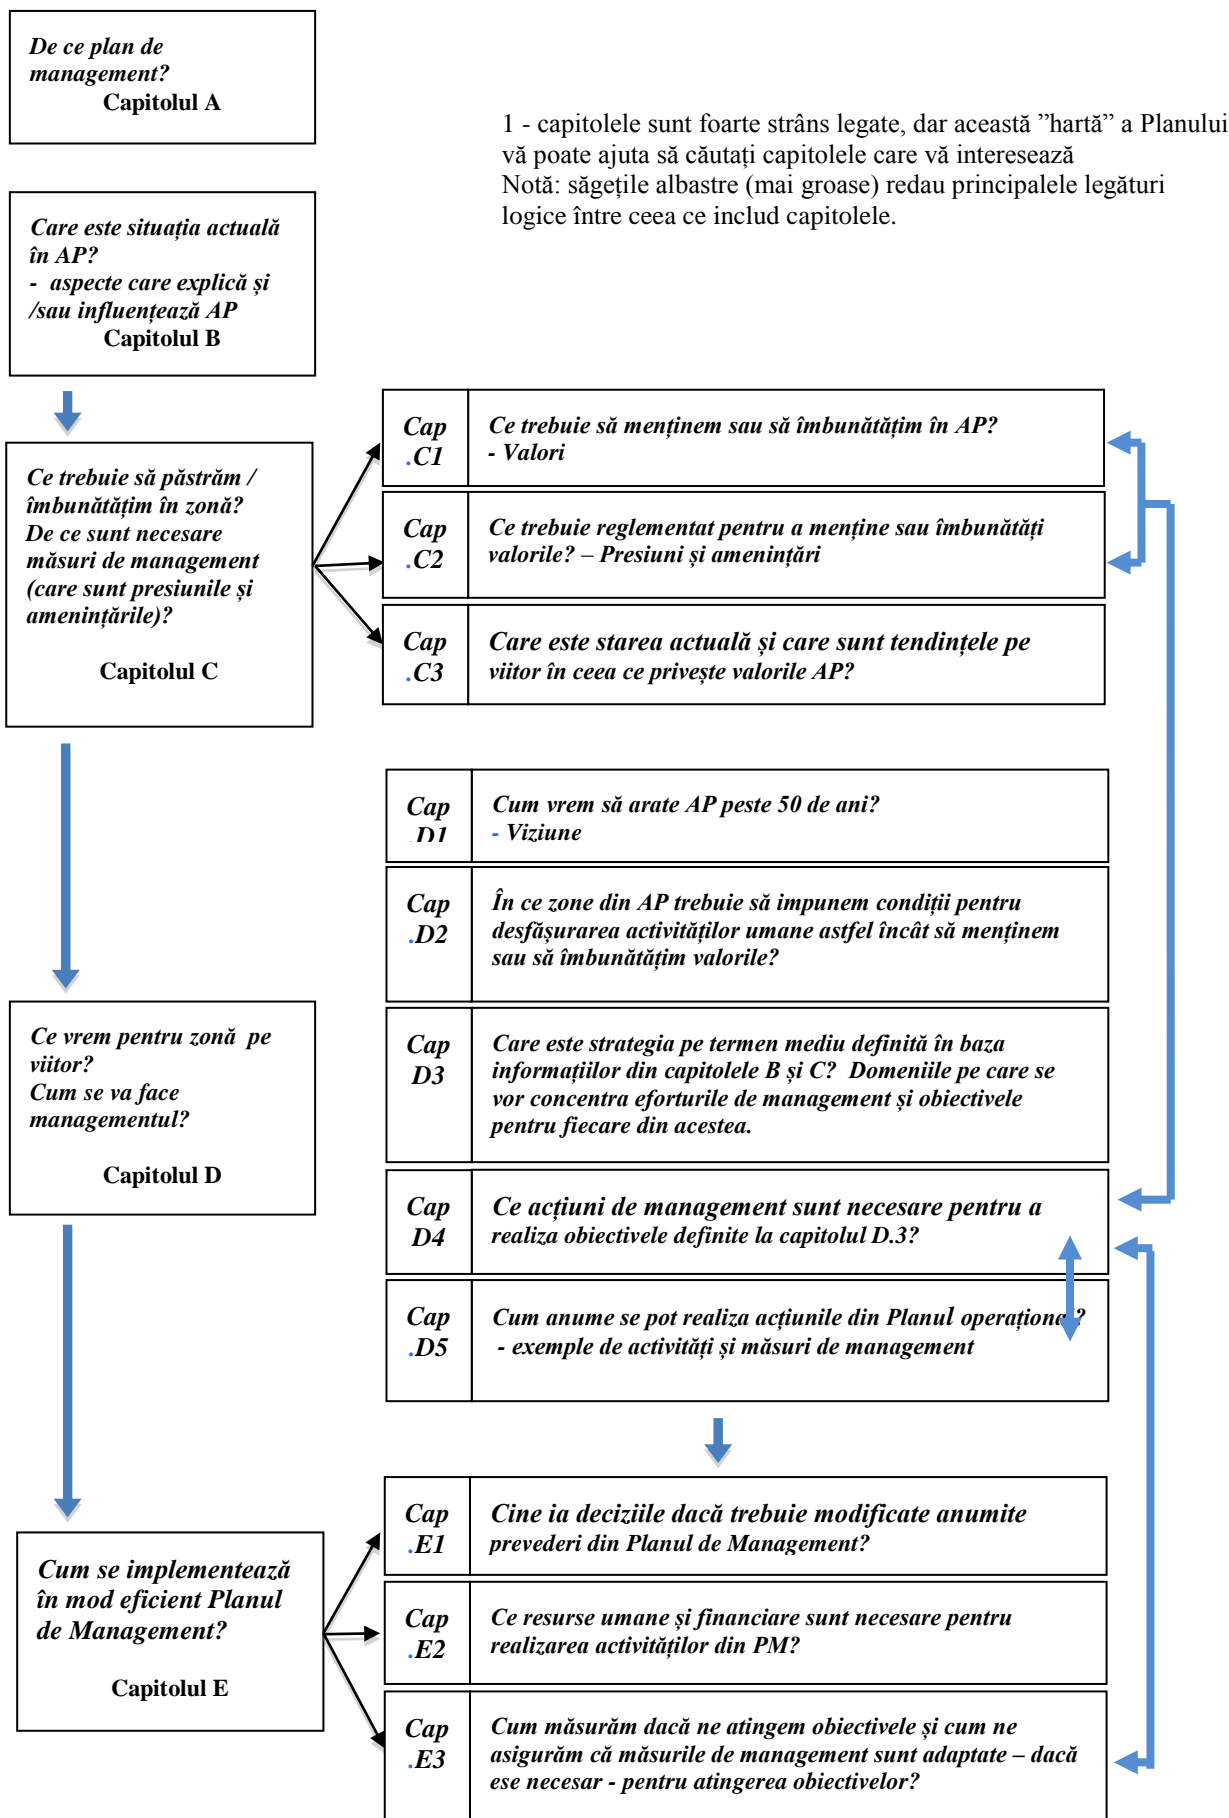 De ce plan de
management?
Capitolul A
1 - capitolele sunt foarte strâns legate, dar această ”hartă” a Planului
vă poate ajuta să căutați capitolele care vă interesează
Notă: săgețile albastre (mai groase) redau principalele legături
logice între ceea ce includ capitolele.
Care este situația actuală
în AP?
- aspecte care explică și
/sau influențează AP
Capitolul B
Ce trebuie să păstrăm /
îmbunătățim în zonă?
De ce sunt necesare
măsuri de management
(care sunt presiunile și
amenințările)?
Capitolul C
Cap
.C1
Ce trebuie să menținem sau să îmbunătățim în AP?
- Valori
Cap
.C2
Ce trebuie reglementat pentru a menține sau îmbunătăți
valorile? – Presiuni și amenințări
Cap
.C3
Care este starea actuală și care sunt tendințele pe
viitor în ceea ce privește valorile AP?
Cap
.D1
Cum vrem să arate AP peste 50 de ani?
- Viziune
Cap
.D2
În ce zone din AP trebuie să impunem condiții pentru
desfășurarea activităților umane astfel încât să menținem
sau să îmbunătățim valorile?
Ce vrem pentru zonă pe
viitor?
Cum se va face
managementul?
Capitolul D
Cap
D3
Care este strategia pe termen mediu definită în baza
informațiilor din capitolele B și C? Domeniile pe care se
vor concentra eforturile de management și obiectivele
pentru fiecare din acestea.
Cap
D4
Ce acțiuni de management sunt necesare pentru a
realiza obiectivele definite la capitolul D.3?
Cap
.D5
Cum anume se pot realiza acțiunile din Planul operațional?
- exemple de activități și măsuri de management
Cum se implementează
în mod eficient Planul
de Management?
Capitolul E
Cap
.E1
Cine ia deciziile dacă trebuie modificate anumite
prevederi din Planul de Management?
Cap
.E2
Ce resurse umane și financiare sunt necesare pentru
realizarea activităților din PM?
Cap
.E3
Cum măsurăm dacă ne atingem obiectivele și cum ne
asigurăm că măsurile de management sunt adaptate – dacă
ese necesar - pentru atingerea obiectivelor?